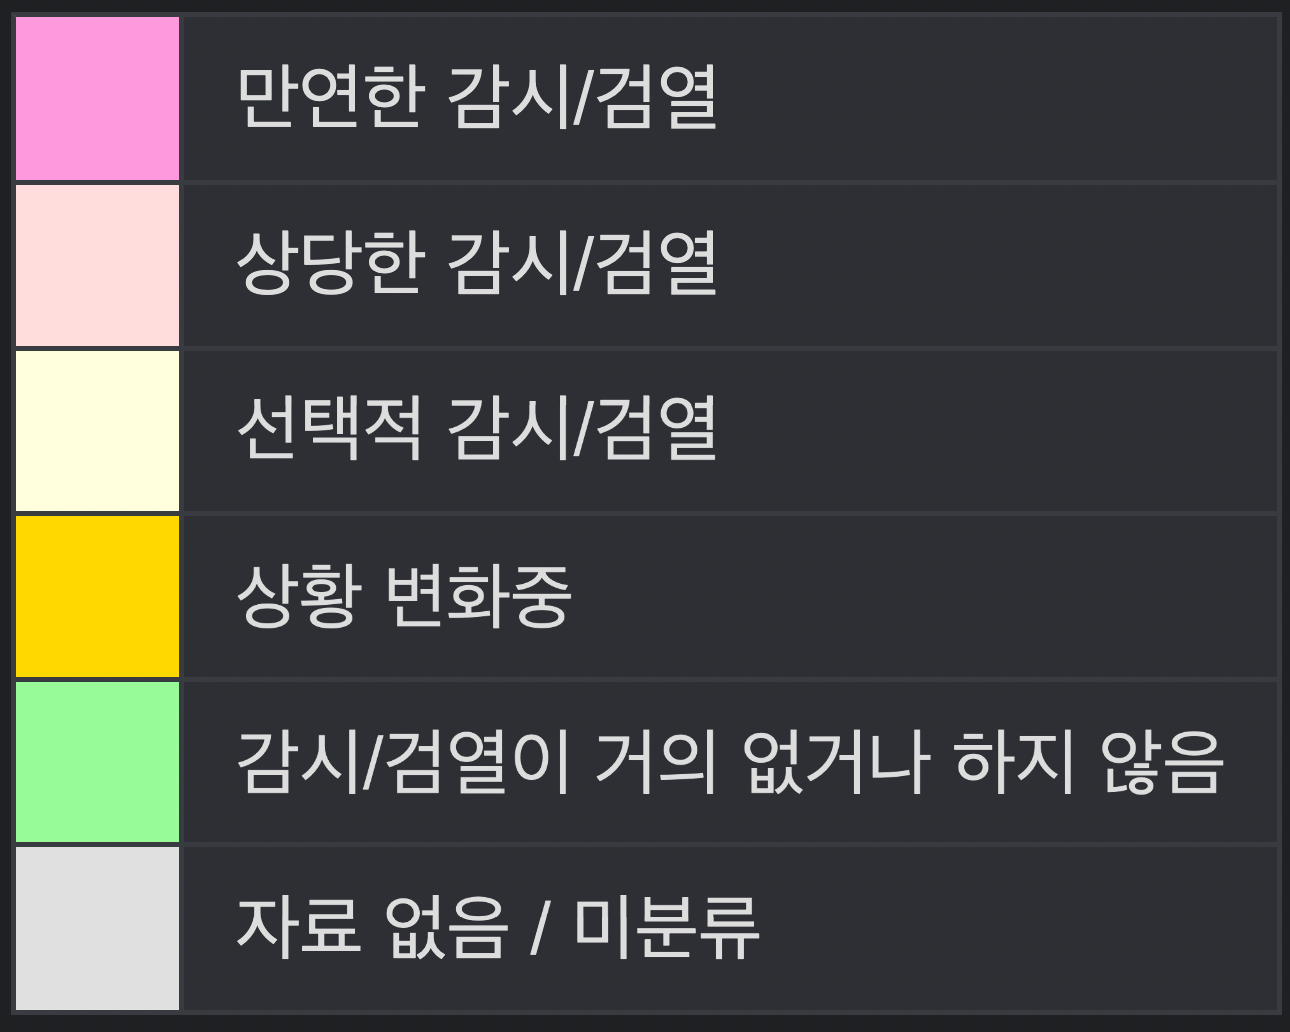 만연한 감시/검열
상당한 감시/검열
선택적 감시/검열
상황 변화중
감시/검열이 거의 없거나 하지 않음
자료 없음 / 미분류